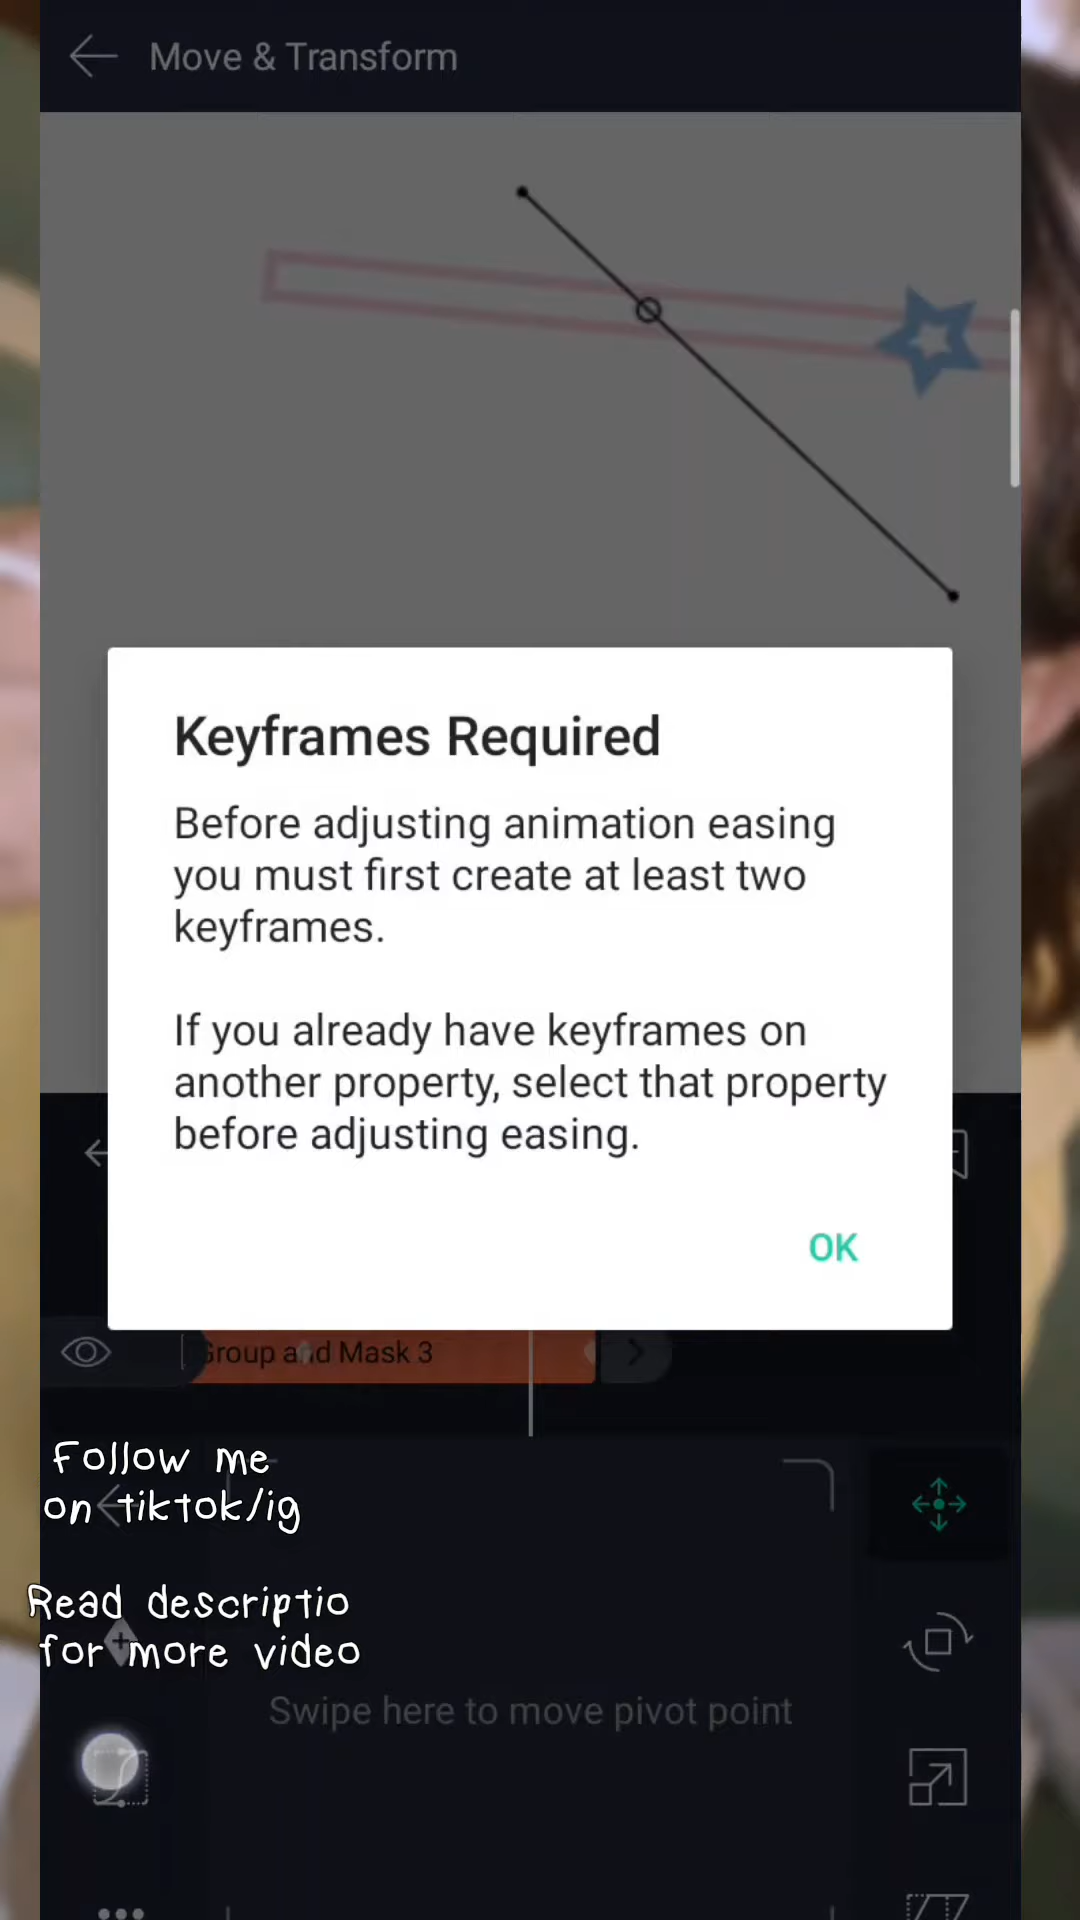 Move & Transform
Keyframes Required
Before adjusting animation easing
you must first create at least two
keyframes.
If you already have keyframes on
another property, select that property
before adjusting easing.
OK
Group and Mask 3
Follow me
on tiktok/ig
Read descriptio
for more video
Swipe here to move pivot point